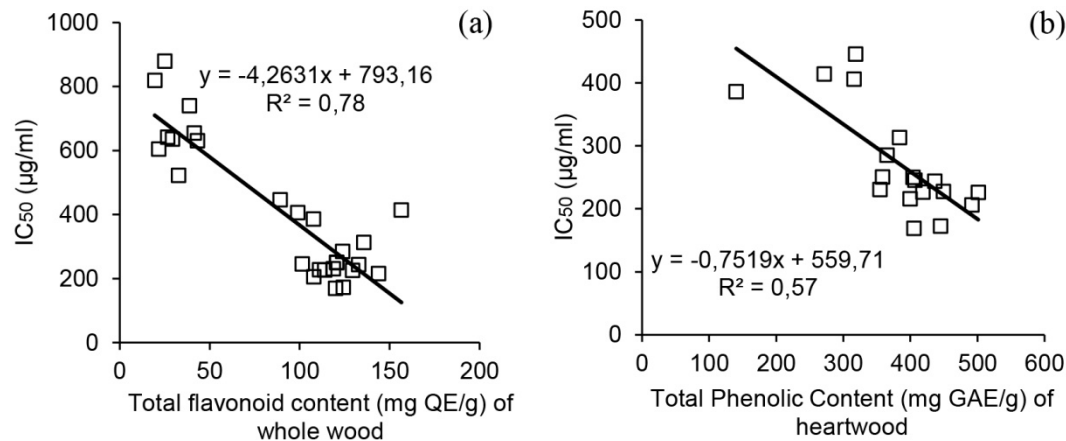 (a)
1000
800
600
400
200
0
IC50 (µg/ml)
y = -4,2631x + 793,16
R² = 0,78
0 50 100 150 200
Total flavonoid content (mg QE/g) of
whole wood
(b)
500
400
300
200
100
0
IC50 (µg/ml)
y = -0,7519x + 559,71
R² = 0,57
0 100 200 300 400 500 600
Total Phenolic Content (mg GAE/g) of
heartwood